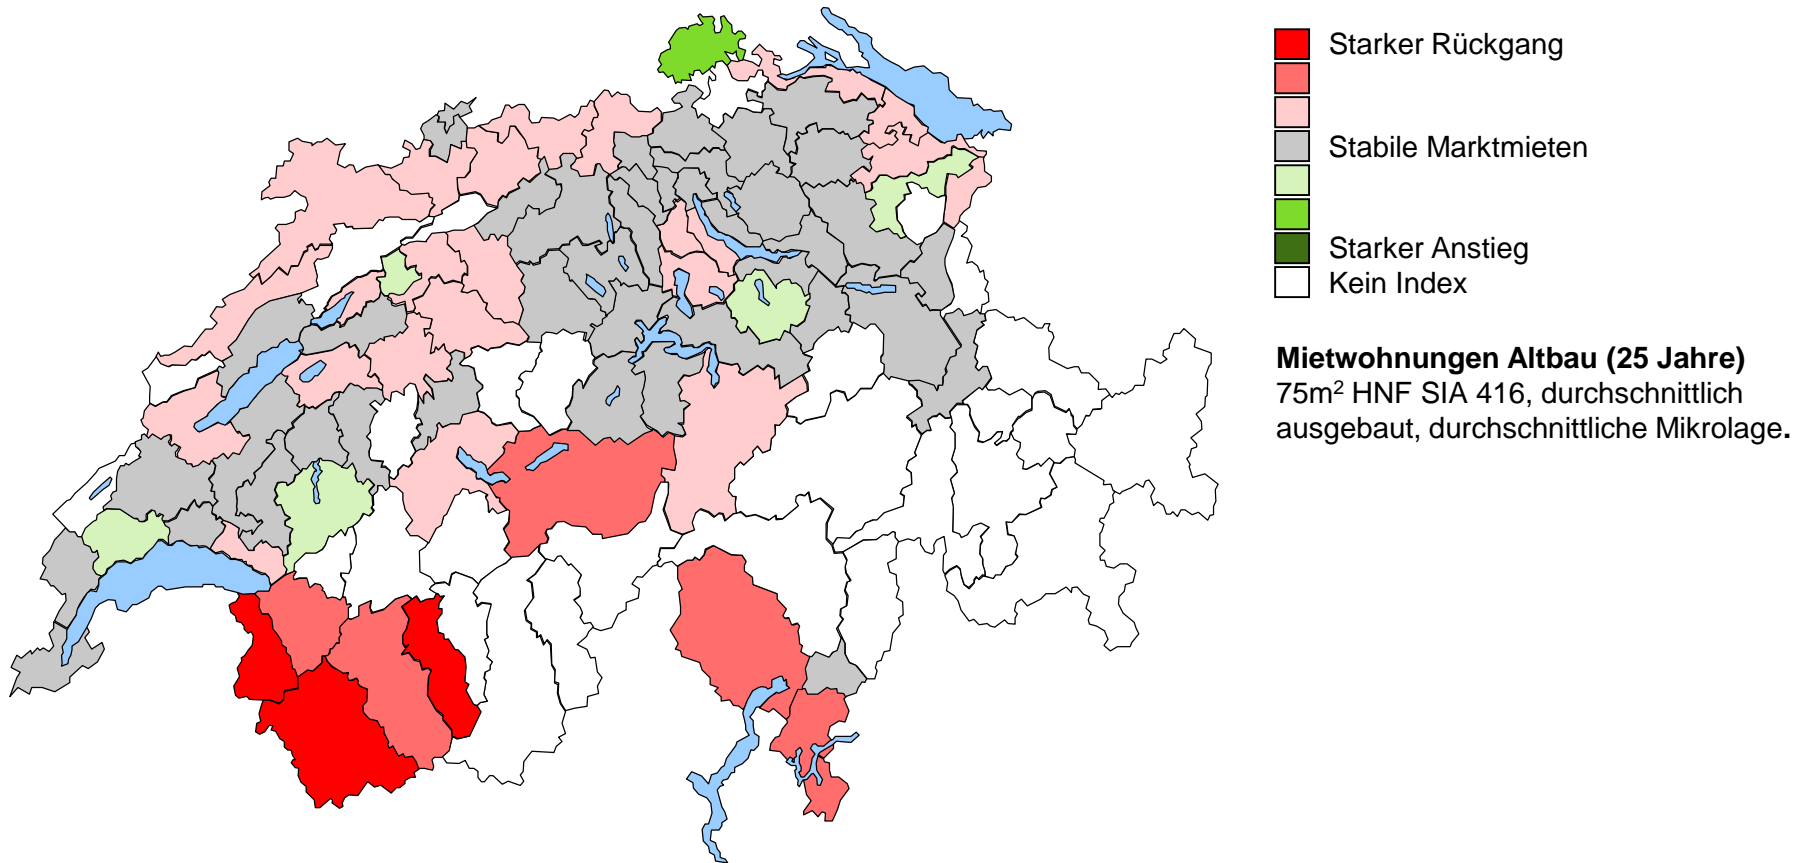 Starker Rückgang
Stabile Marktmieten
Starker Anstieg
Kein Index
Mietwohnungen Altbau (25 Jahre)
75m² HNF SIA 416, durchschnittlich
ausgebaut, durchschnittliche Mikrolage.